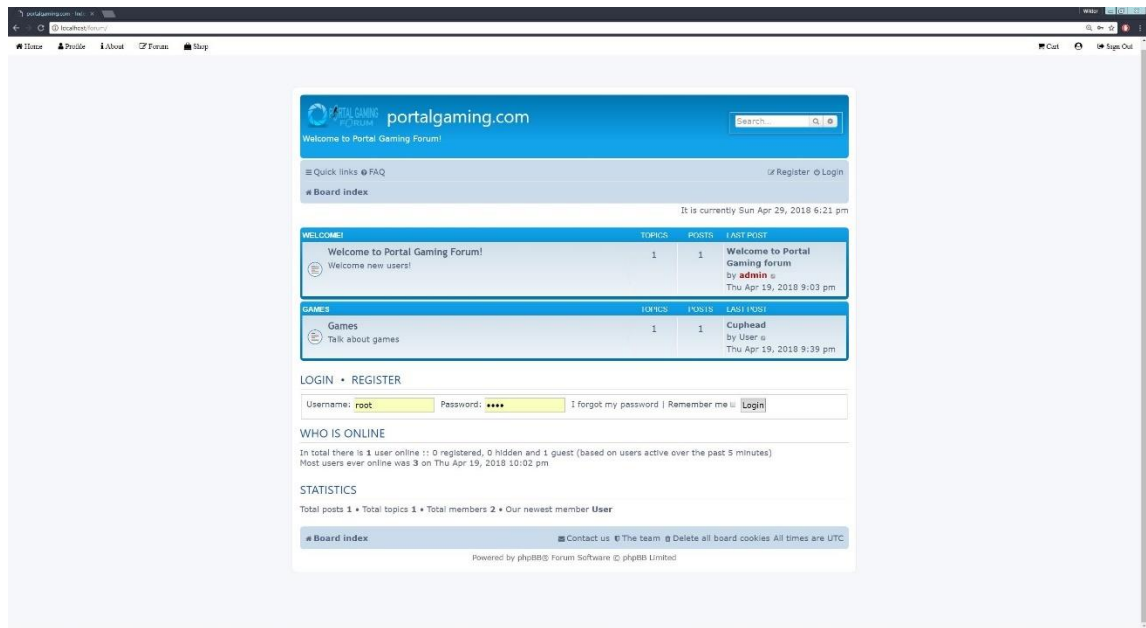 portalgaming.com
Wiktor
localhost/forum/
Home Profile About Forum Shop
Cart Sign Out
PORTAL GAMING
FORUM
portalgaming.com
Search...
Welcome to Portal Gaming Forum!
Quick links FAQ
Register Login
Board index
It is currently Sun Apr 29, 2018 6:21 pm
WELCOME! TOPICS POSTS LAST POST
Welcome to Portal Gaming Forum!
Welcome new users!
1 1
Welcome to Portal
Gaming forum
by admin
Thu Apr 19, 2018 9:03 pm
GAMES TOPICS POSTS LAST POST
Games
Talk about games
1 1
Cuphead
by User
Thu Apr 19, 2018 9:39 pm
LOGIN • REGISTER
Username: root Password: •••• I forgot my password | Remember me Login
WHO IS ONLINE
In total there is 1 user online :: 0 registered, 0 hidden and 1 guest (based on users active over the past 5 minutes)
Most users ever online was 3 on Thu Apr 19, 2018 10:02 pm
STATISTICS
Total posts 1 • Total topics 1 • Total members 2 • Our newest member User
Board index
Contact us The team Delete all board cookies All times are UTC
Powered by phpBB® Forum Software © phpBB Limited